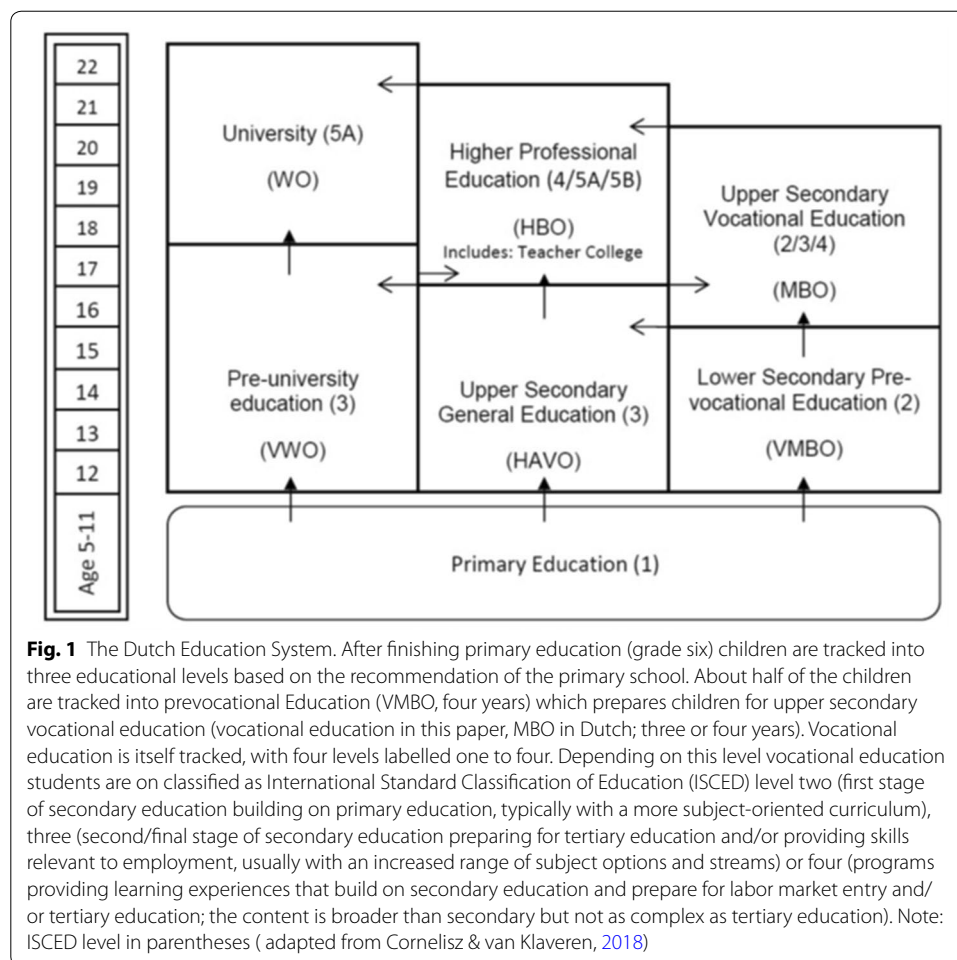 22
21
20
19
18
17
16
15
14
13
12
Age 5-11
University (5A)
(WO)
Higher Professional
Education (4/5A/5B)
(HBO)
Includes: Teacher College
Upper Secondary
Vocational Education
(2/3/4)
(MBO)
Pre-university
education (3)
(VWO)
Upper Secondary
General Education (3)
(HAVO)
Lower Secondary Pre-
vocational Education (2)
(VMBO)
Primary Education (1)
Fig. 1 The Dutch Education System. After finishing primary education (grade six) children are tracked into
three educational levels based on the recommendation of the primary school. About half of the children
are tracked into prevocational Education (VMBO, four years) which prepares children for upper secondary
vocational education (vocational education in this paper, MBO in Dutch; three or four years). Vocational
education is itself tracked, with four levels labelled one to four. Depending on this level vocational education
students are on classified as International Standard Classification of Education (ISCED) level two (first stage
of secondary education building on primary education, typically with a more subject-oriented curriculum),
three (second/final stage of secondary education preparing for tertiary education and/or providing skills
relevant to employment, usually with an increased range of subject options and streams) or four (programs
providing learning experiences that build on secondary education and prepare for labor market entry and/
or tertiary education; the content is broader than secondary but not as complex as tertiary education). Note:
ISCED level in parentheses ( adapted from Cornelisz & van Klaveren, 2018)